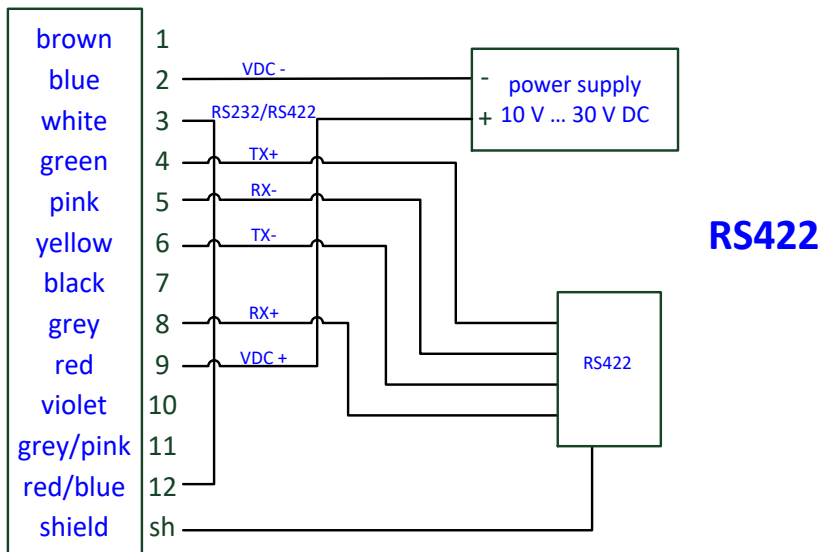 brown 1
blue 2 VDC -
- power supply
white 3 RS232/RS422
+ 10 V ... 30 V DC
green 4 TX+
pink 5 RX-
yellow 6 TX-
RS422
black 7
grey 8 RX+
red 9 VDC +
RS422
violet 10
grey/pink 11
red/blue 12
shield sh